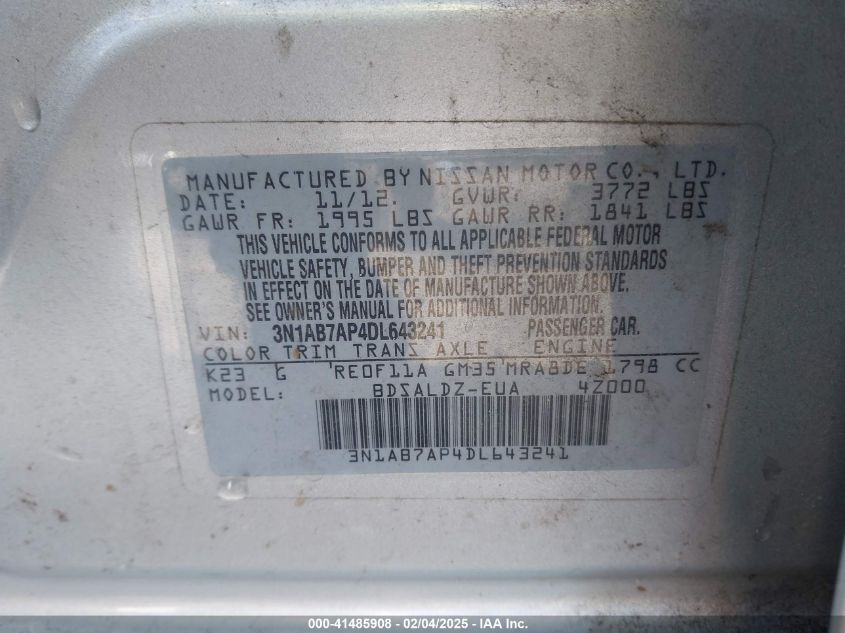 MANUFACTURED BY NISSAN MOTOR CO., LTD.
DATE: 11/12. GVWR: 3772 LBS
GAWR FR: 1995 LBS GAWR RR: 1841 LBS
THIS VEHICLE CONFORMS TO ALL APPLICABLE FEDERAL MOTOR
VEHICLE SAFETY, BUMPER AND THEFT PREVENTION STANDARDS
IN EFFECT ON THE DATE OF MANUFACTURE SHOWN ABOVE.
SEE OWNER'S MANUAL FOR ADDITIONAL INFORMATION.
VIN: 3N1AB7AP4DL643241 PASSENGER CAR.
COLOR TRIM TRANS AXLE ENGINE
K23 G RE0F11A GM35 MRA8DE 1798 CC
MODEL: BDSALDZ-EUA 4Z000
3N1AB7AP4DL643241
000-41485908 - 02/04/2025 - IAA Inc.